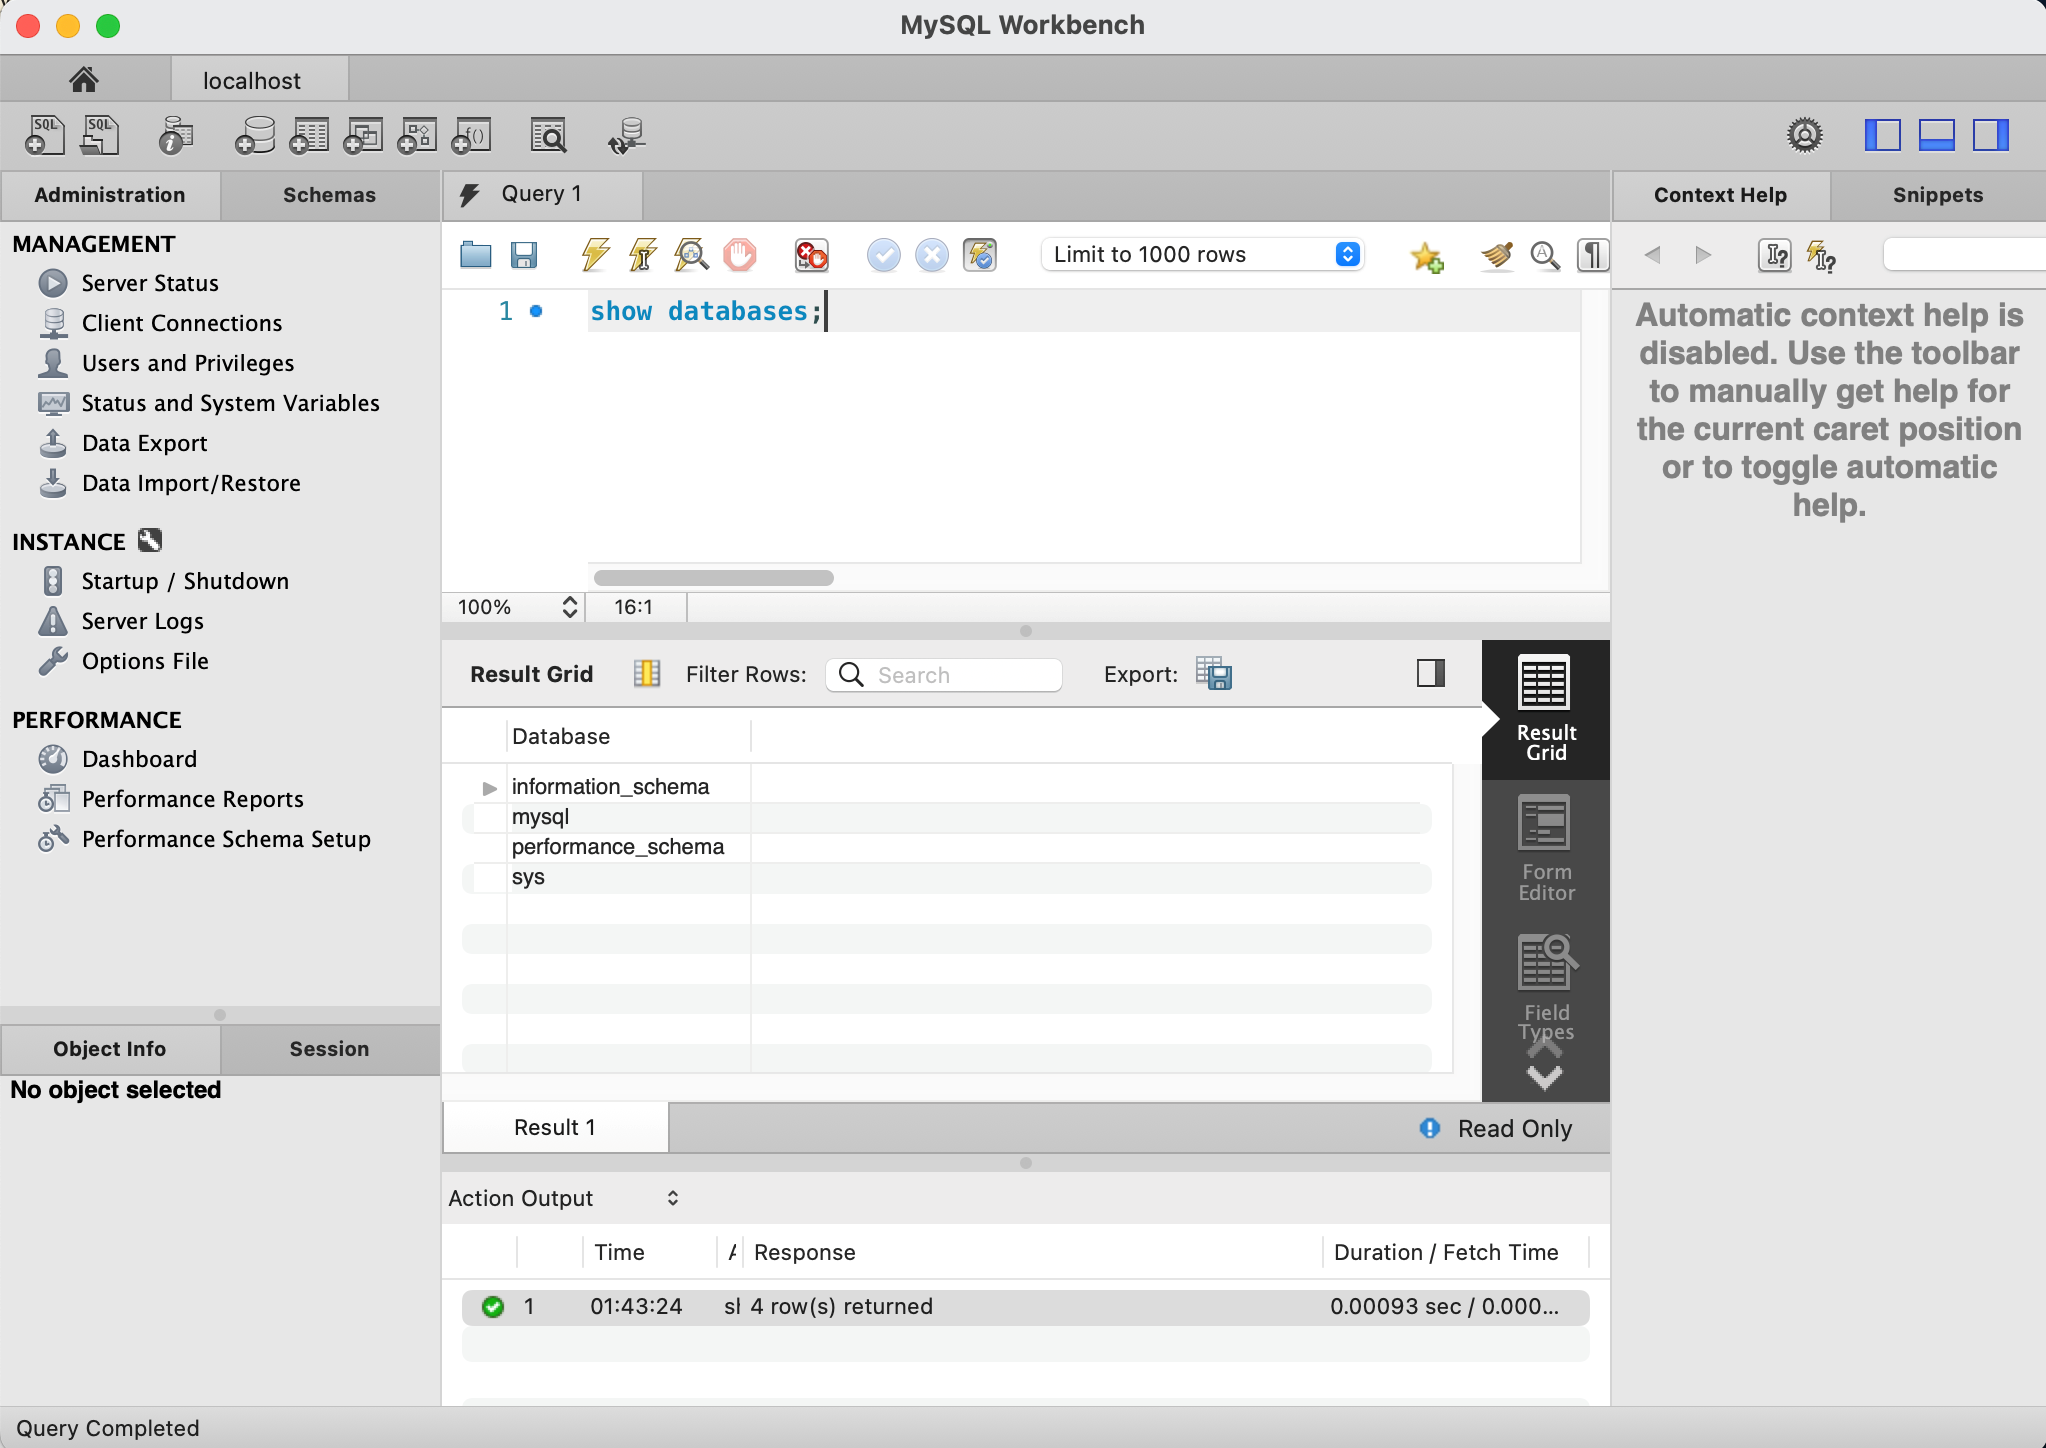 MySQL Workbench
localhost
Administration
Schemas
MANAGEMENT
Server Status
Client Connections
Users and Privileges
Status and System Variables
Data Export
Data Import/Restore
INSTANCE
Startup / Shutdown
Server Logs
Options File
PERFORMANCE
Dashboard
Performance Reports
Performance Schema Setup
Object Info
Session
No object selected
Query 1
Limit to 1000 rows
1
show databases;
100%
16:1
Result Grid
Filter Rows:
Search
Export:
Database
information_schema
mysql
performance_schema
sys
Result
Grid
Form
Editor
Field
Types
Result 1
Read Only
Action Output
Time
Response
Duration / Fetch Time
1
01:43:24
4 row(s) returned
0.00093 sec / 0.000...
Context Help
Snippets
Automatic context help is
disabled. Use the toolbar
to manually get help for
the current caret position
or to toggle automatic
help.
Query Completed